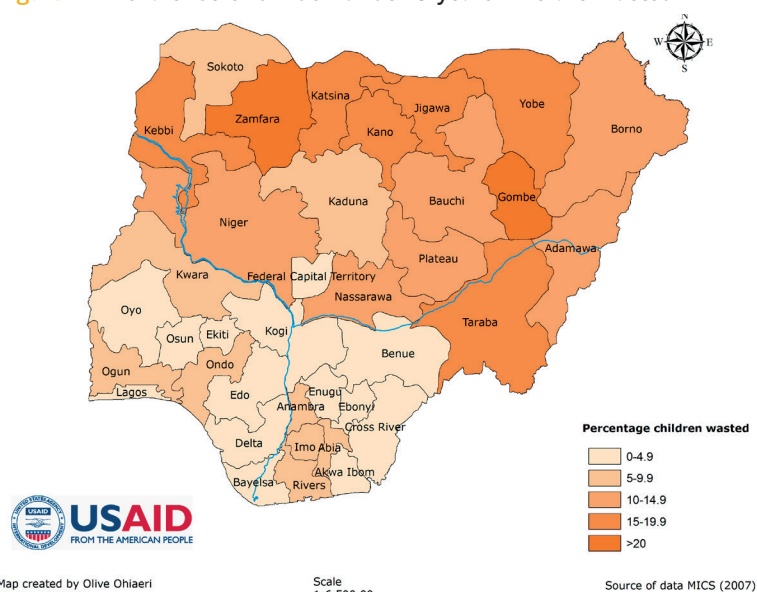 N
W E
S
Sokoto
Katsina
Zamfara
Jigawa
Yobe
Kebbi
Kano
Borno
Gombe
Kaduna
Bauchi
Niger
Adamawa
Plateau
Kwara
Federal Capital Territory
Nassarawa
Oyo
Taraba
Kogi
Osun
Ekiti
Benue
Ogun
Ondo
Lagos
Edo
Enugu
Anambra
Ebonyi
Cross River
Delta
Imo
Abia
Akwa Ibom
Bayelsa
Rivers
Percentage children wasted
0-4.9
5-9.9
10-14.9
15-19.9
>20
USAID
USAID
FROM THE AMERICAN PEOPLE
Map created by Olive Ohiaeri
Scale
Source of data MICS (2007)